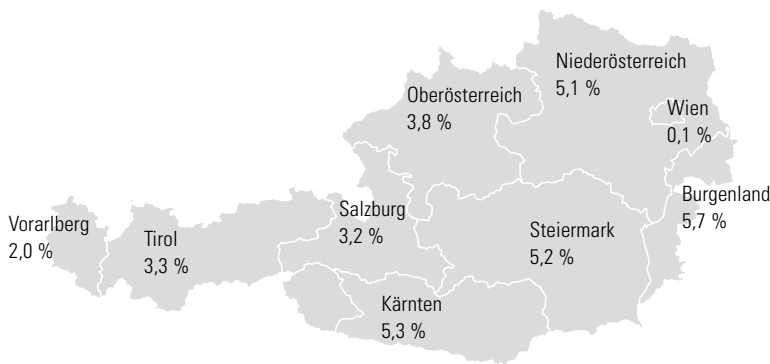 Niederösterreich
5,1 %
Oberösterreich
3,8 %
Wien
0,1 %
Burgenland
5,7 %
Vorarlberg
2,0 %
Tirol
3,3 %
Salzburg
3,2 %
Steiermark
5,2 %
Kärnten
5,3 %